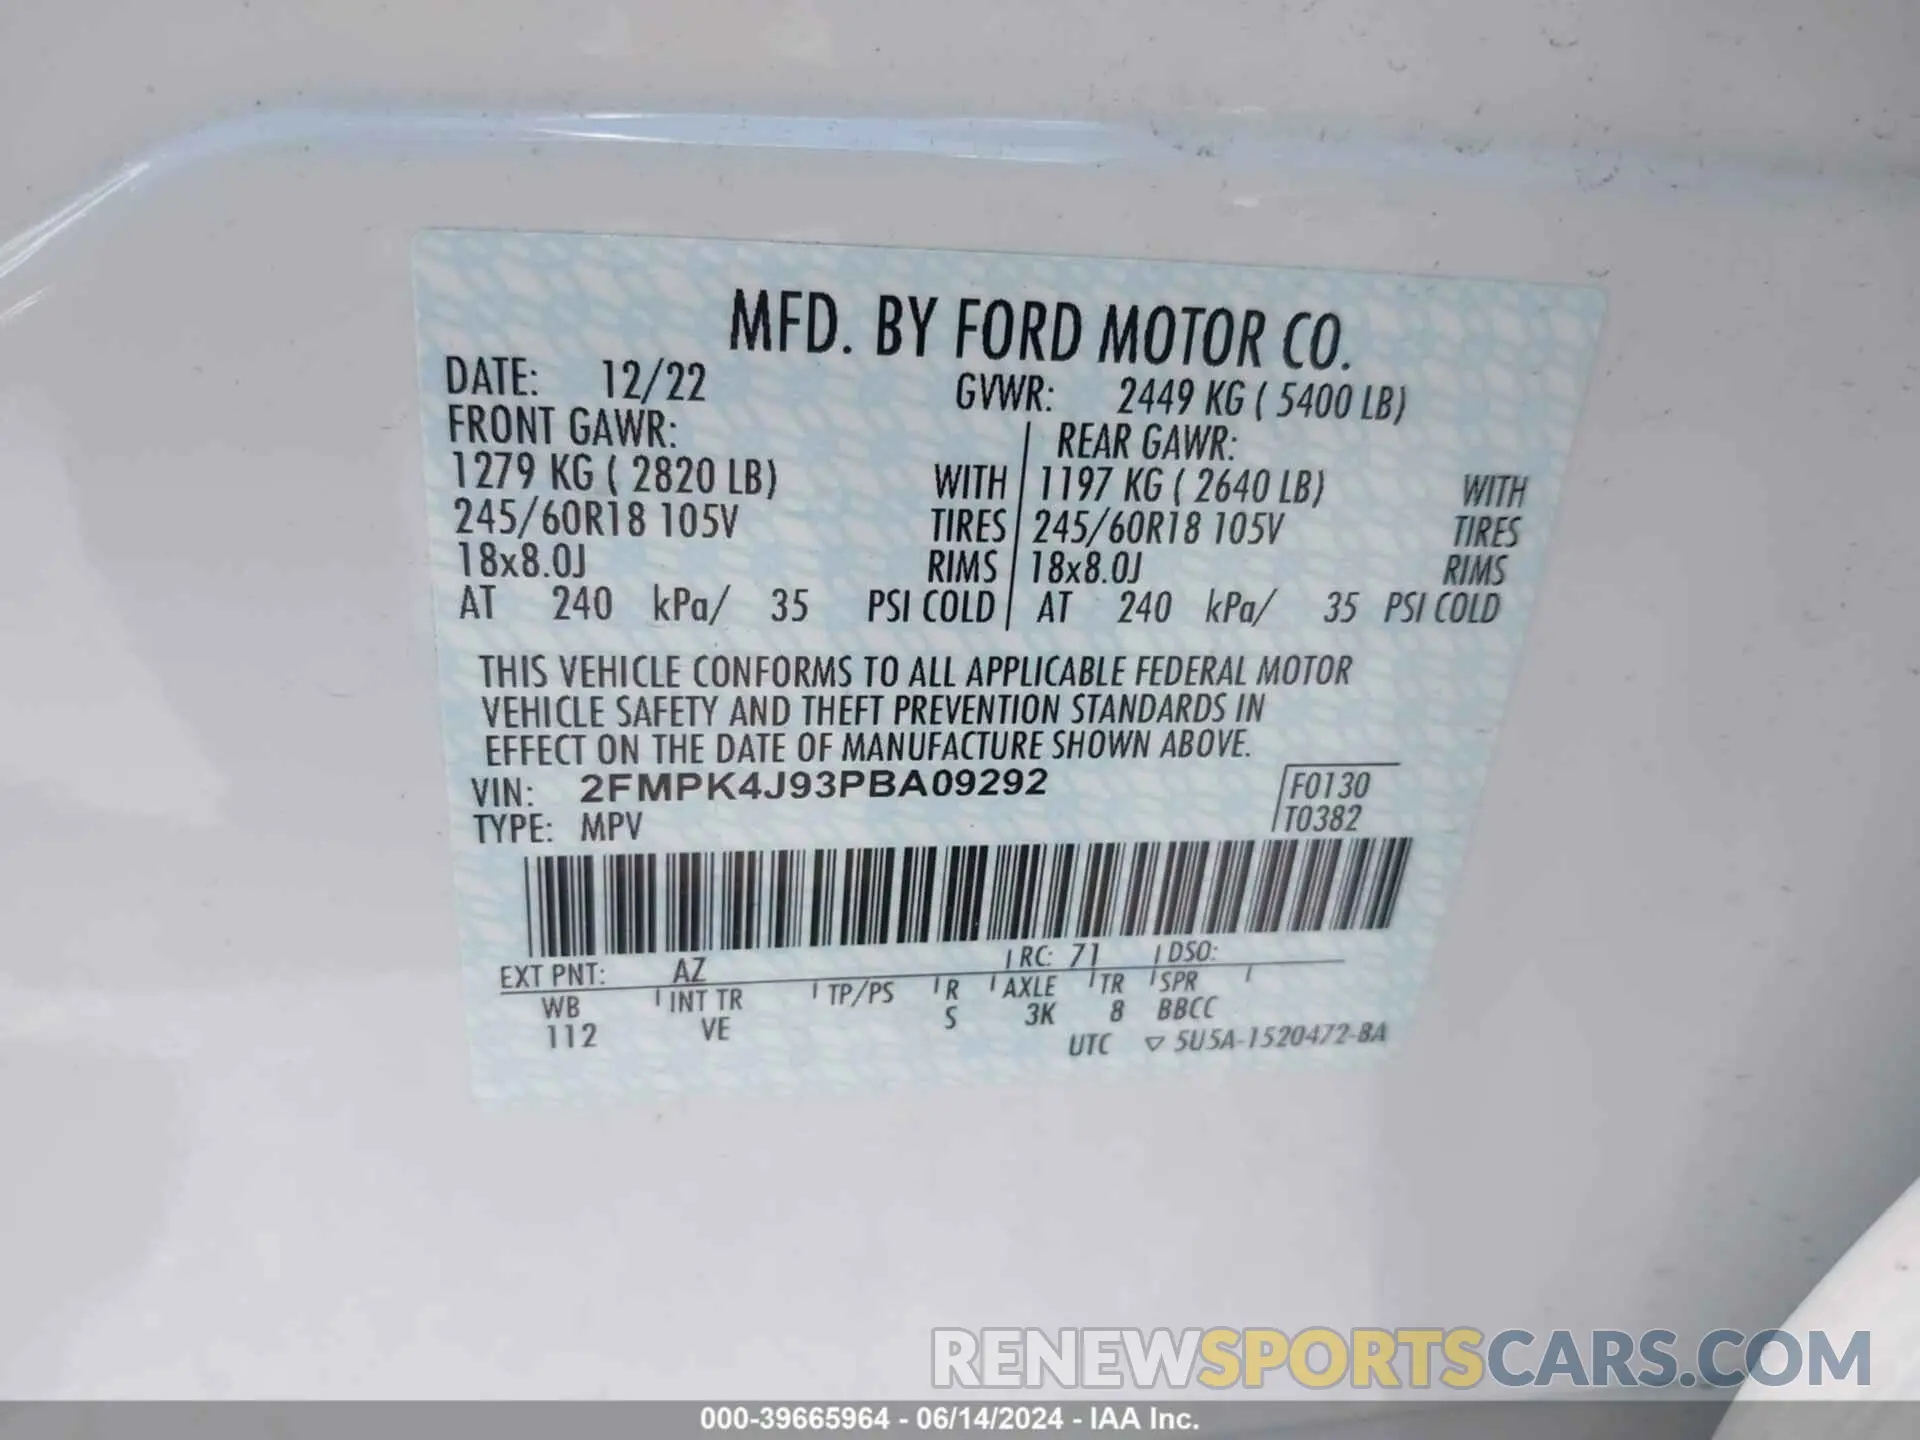 MFD. BY FORD MOTOR CO.
DATE: 12/22 GVWR: 2449 KG ( 5400 LB)
FRONT GAWR: REAR GAWR:
1279 KG ( 2820 LB) WITH 1197 KG ( 2640 LB) WITH
245/60R18 105V TIRES 245/60R18 105V TIRES
18x8.0J RIMS 18x8.0J RIMS
AT 240 kPa/ 35 PSI COLD AT 240 kPa/ 35 PSI COLD
THIS VEHICLE CONFORMS TO ALL APPLICABLE FEDERAL MOTOR
VEHICLE SAFETY AND THEFT PREVENTION STANDARDS IN
EFFECT ON THE DATE OF MANUFACTURE SHOWN ABOVE.
VIN: 2FMPK4J93PBA09292 F0130
TYPE: MPV T0382
EXT PNT: AZ RC: 71 DSO:
WB INT TR TP/PS R AXLE TR SPR
112 VE S 3K 8 BBCC
UTC ▽ 5U5A-1520472-BA
RENEWSPORTSCARS.COM
000-39665964 - 06/14/2024 - IAA Inc.